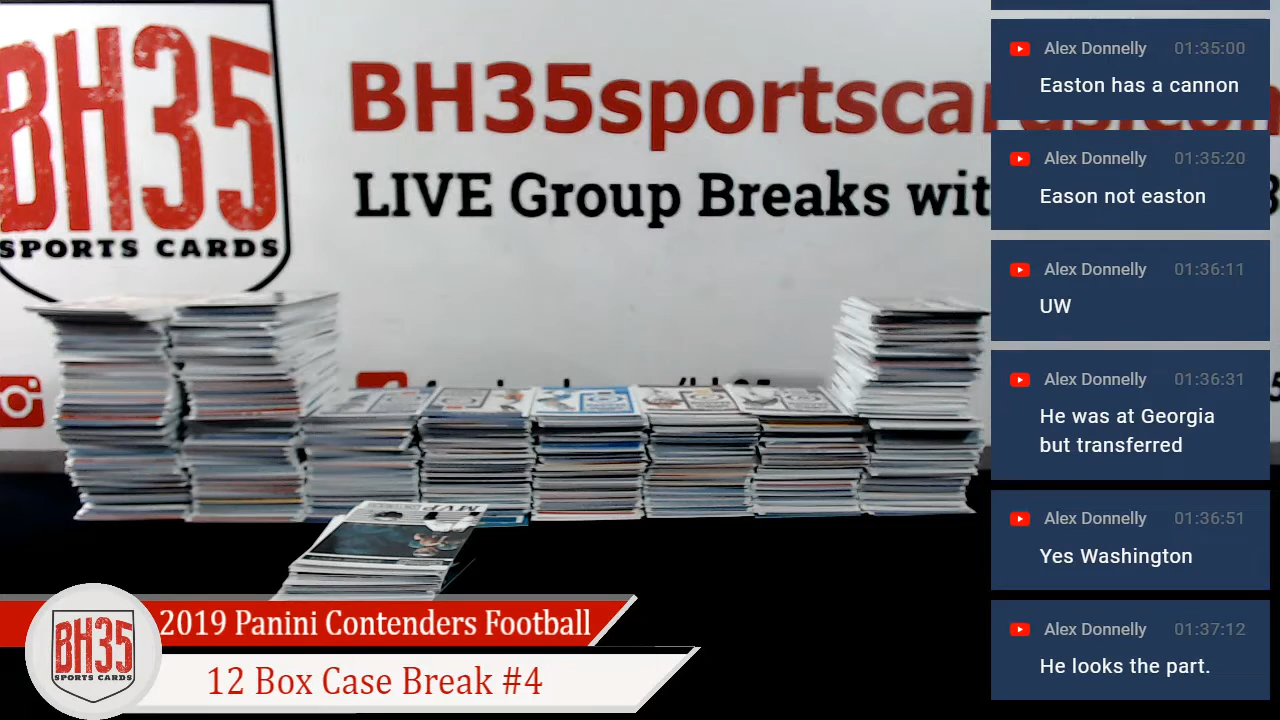 BH35
SPORTS CARDS
BH35sportscards.com
LIVE Group Breaks wit
Alex Donnelly 01:35:00
Easton has a cannon
Alex Donnelly 01:35:20
Eason not easton
Alex Donnelly 01:36:11
UW
Alex Donnelly 01:36:31
He was at Georgia
but transferred
Alex Donnelly 01:36:51
Yes Washington
Alex Donnelly 01:37:12
He looks the part.
MVP
BH35
SPORTS CARDS
2019 Panini Contenders Football
12 Box Case Break #4